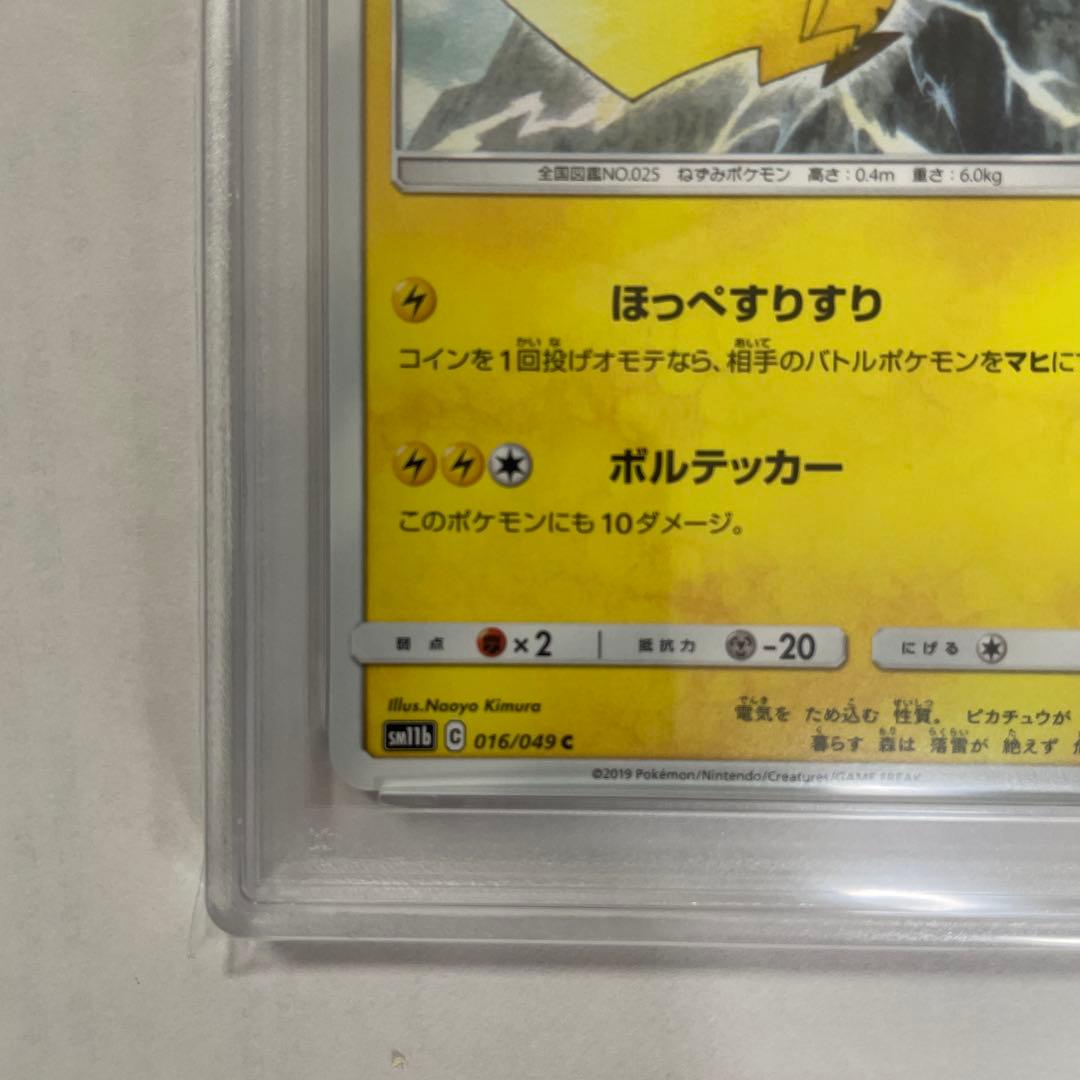 全国図鑑NO.025 ねずみポケモン 高さ:0.4m 重さ:6.0kg
ほっぺすりすり
コインを1回投げオモテなら、相手のバトルポケモンをマヒに
ボルテッカー
このポケモンにも10ダメージ。
弱点 ×2 抵抗力 -20 にげる
Illus.Naoyo Kimura
電気を ため込む 性質。 ピカチュウが
SM11b C 016/049 C
暮らす 森は 落雷が 絶えず
©2019 Pokémon/Nintendo/Creatures/GAME FREAK